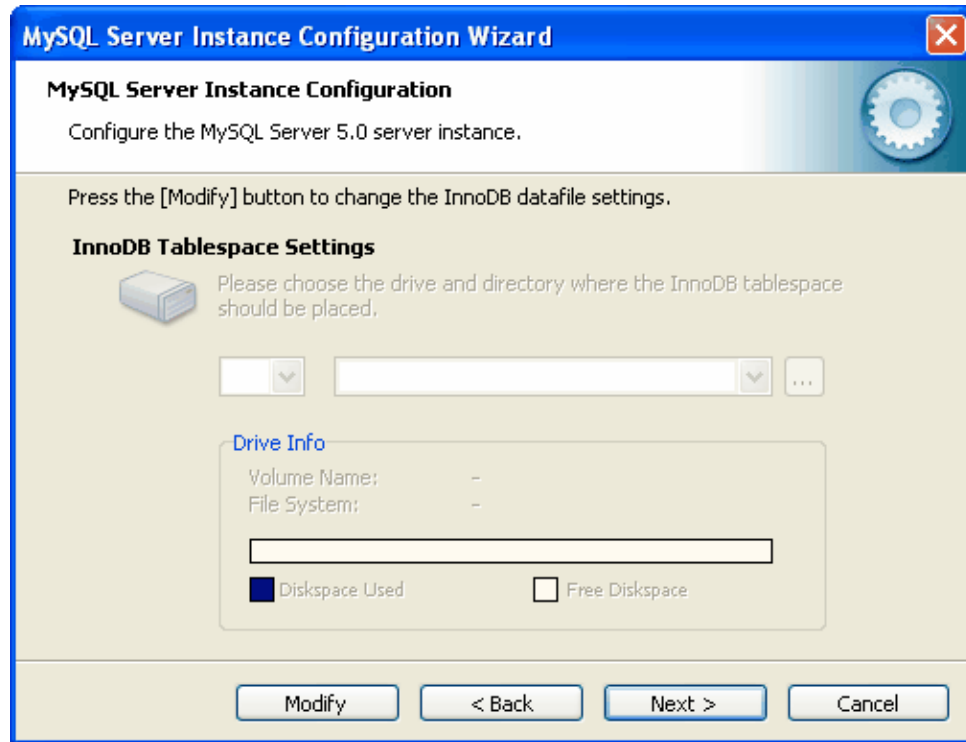 MySQL Server Instance Configuration Wizard
MySQL Server Instance Configuration
Configure the MySQL Server 5.0 server instance.
Press the [Modify] button to change the InnoDB datafile settings.
InnoDB Tablespace Settings
Please choose the drive and directory where the InnoDB tablespace
should be placed.
...
Drive Info
Volume Name: -
File System: -
Diskspace Used Free Diskspace
Modify < Back Next > Cancel